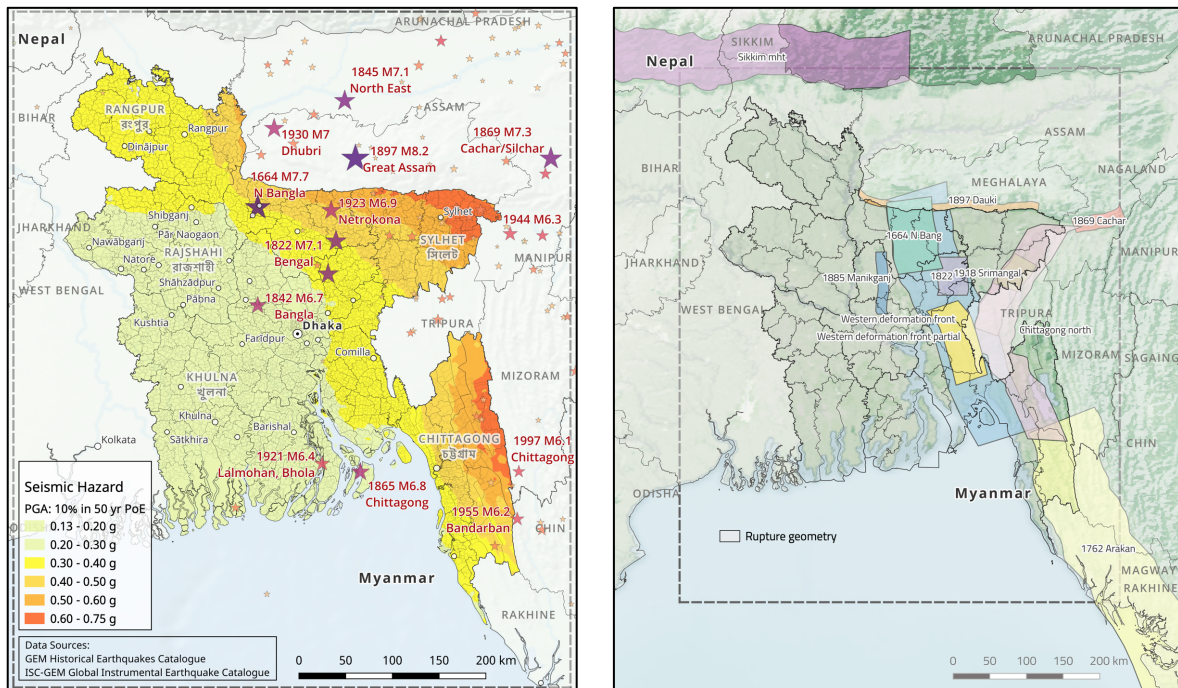 ARUNACHAL PRADESH
Nepal
1845 M7.1
North East
RANGPUR
রংপুর
ASSAM
BIHAR
Rangpur
1930 M7
Dhubri
1869 M7.3
Cachar/Silchar
Dinājpur
1897 M8.2
Great Assam
1664 M7.7
N Bangla
1923 M6.9
Netrokona
Sylhet
1944 M6.3
Shibganj
Pār Naogaon
JHARKHAND
Nawābganj
RAJSHAHI
রাজশাহী
1822 M7.1
Bengal
SYLHET
সিলেট
MANIPUR
Natore
Shāhzādpur
WEST BENGAL
Pābna
1842 M6.7
Bangla
Dhaka
TRIPURA
Kushtia
Farīdpur
Comilla
KHULNA
খুলনা
MIZORAM
Khulna
Barishal
CHITTAGONG
চট্টগ্রাম
Kolkata
Sātkhira
1921 M6.4
Lalmohan, Bhola
1997 M6.1
Chittagong
1865 M6.8
Chittagong
1955 M6.2
Bandarban
CHIN
Myanmar
RAKHINE
Seismic Hazard
PGA: 10% in 50 yr PoE
0.13 - 0.20 g
0.20 - 0.30 g
0.30 - 0.40 g
0.40 - 0.50 g
0.50 - 0.60 g
0.60 - 0.75 g
Data Sources:
GEM Historical Earthquakes Catalogue
ISC-GEM Global Instrumental Earthquake Catalogue
0 50 100 150 200 km
SIKKIM
Sikkim mht
Nepal
ARUNACHAL PRADESH
ASSAM
BIHAR
NAGALAND
MEGHALAYA
1897 Dauki
1869 Cachar
1664 N Bang
JHARKHAND
MANIPUR
1885 Manikganj
1822
1918 Srimangal
WEST BENGAL
Western deformation front
TRIPURA
Chittagong north
Western deformation front partial
MIZORAM
SAGAING
CHIN
ODISHA
Myanmar
Rupture geometry
1762 Arakan
MAGWAY
RAKHINE
0 50 100 150 200 km